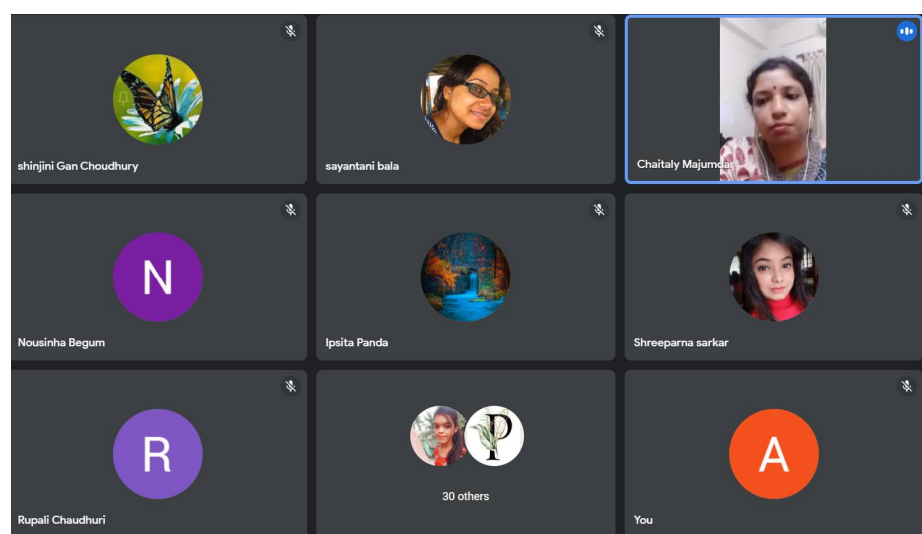 shinjini Gan Choudhury
sayantani bala
Chaitaly Majumdar
N
Nousinha Begum
Ipsita Panda
Shreeparna sarkar
R
Rupali Chaudhuri
P
30 others
A
You